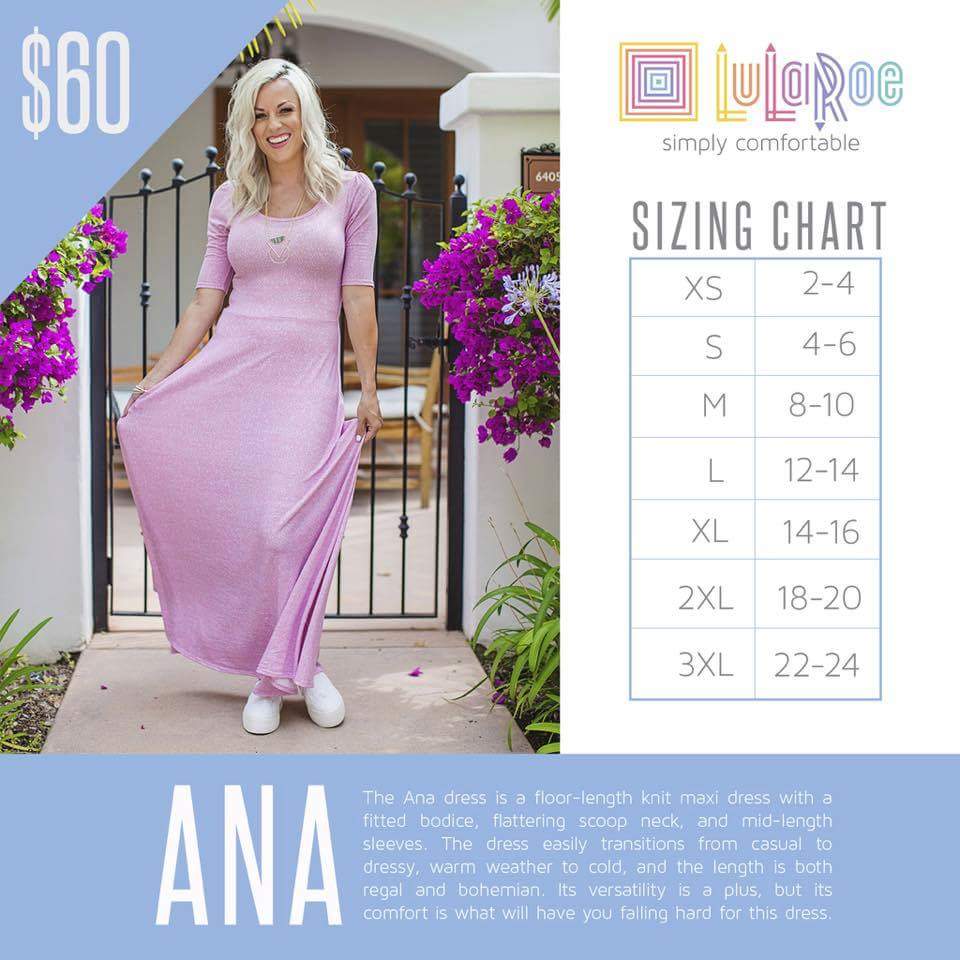 $60
LuLaRoe
simply comfortable
6405
SIZING CHART
XS 2-4
S 4-6
M 8-10
L 12-14
XL 14-16
2XL 18-20
3XL 22-24
ANA
The Ana dress is a floor-length knit maxi dress with a
fitted bodice, flattering scoop neck, and mid-length
sleeves. The dress easily transitions from casual to
dressy, warm weather to cold, and the length is both
regal and bohemian. Its versatility is a plus, but its
comfort is what will have you falling hard for this dress.